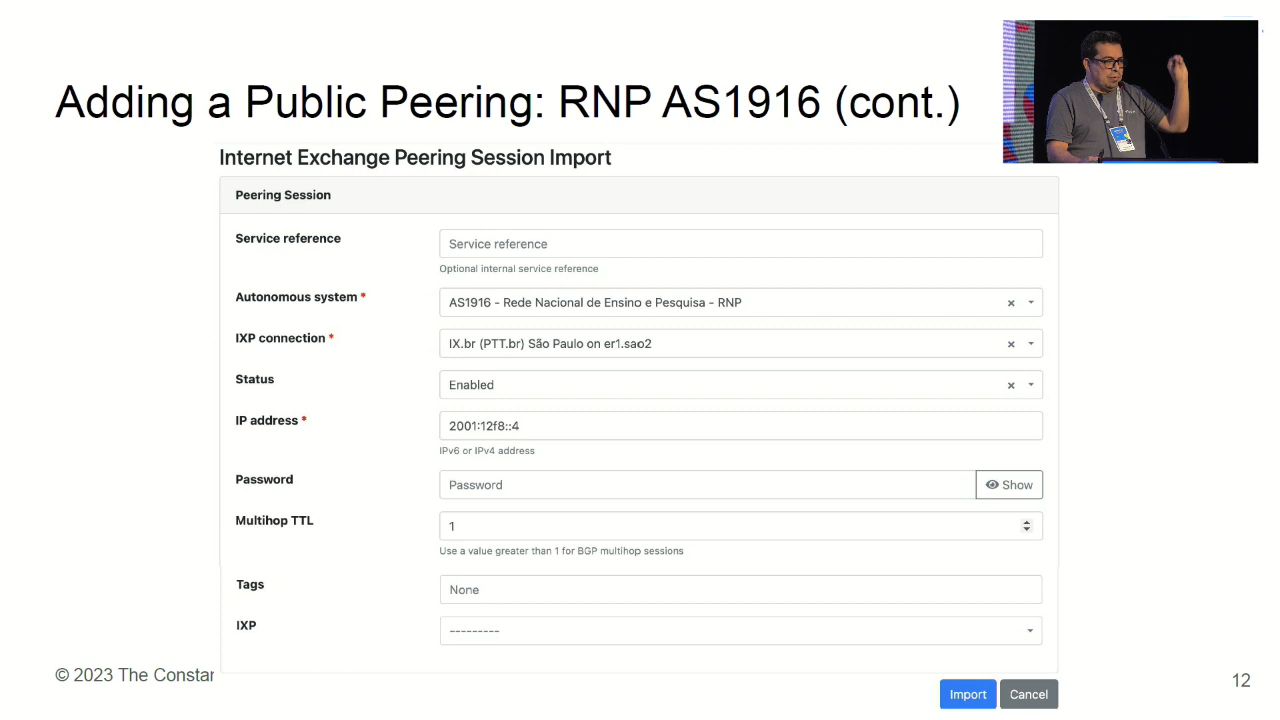 Adding a Public Peering: RNP AS1916 (cont.)
Internet Exchange Peering Session Import
Peering Session
Service reference
Service reference
Optional internal service reference
Autonomous system *
AS1916 - Rede Nacional de Ensino e Pesquisa - RNP
IXP connection *
IX.br (PTT.br) São Paulo on er1.sao2
Status
Enabled
IP address *
2001:12f8::4
IPv6 or IPv4 address
Password
Password
Show
Multihop TTL
1
Use a value greater than 1 for BGP multihop sessions
Tags
None
IXP
---------
© 2023 The Constar
12
Import Cancel